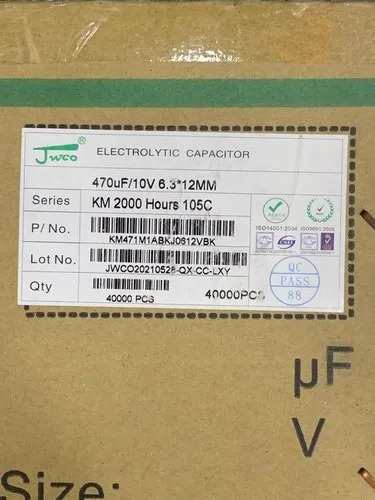 Jwco®
ELECTROLYTIC CAPACITOR
470uF/10V 6.3*12MM
Series KM 2000 Hours 105C
P/ No. KM471M1ABKJ0612VBK
ISO14001:2004 ISO9001:2008
Lot No. JWCO20210528-QX-CC-LXY
Qty 40000 PCS 40000PCS
QC
PASS
88
µF
V
Size: